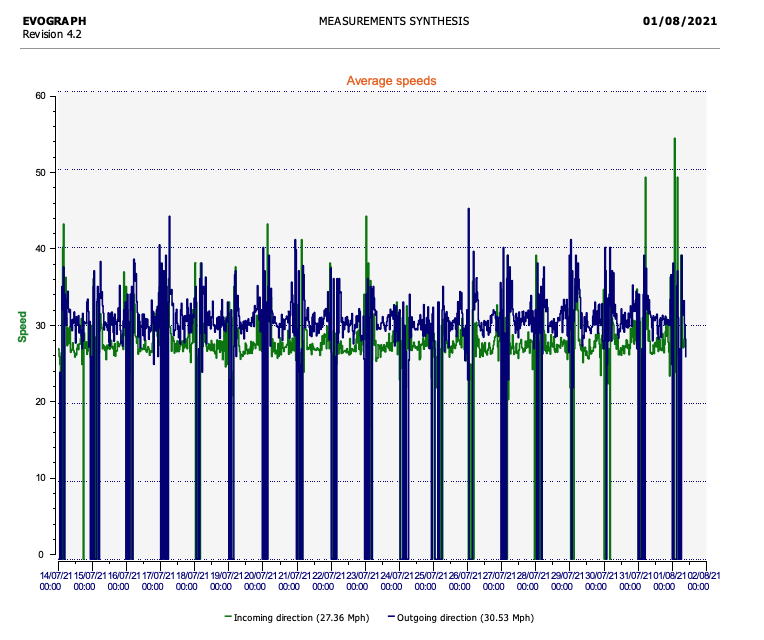 EVOGRAPH MEASUREMENTS SYNTHESIS 01/08/2021
Revision 4.2
Average speeds
60
50
40
30
20
10
0
Speed
14/07/21 15/07/21 16/07/21 17/07/21 18/07/21 19/07/21 20/07/21 21/07/21 22/07/21 23/07/21 24/07/21 25/07/21 26/07/21 27/07/21 28/07/21 29/07/21 30/07/21 31/07/21 01/08/21 02/08/21
00:00 00:00 00:00 00:00 00:00 00:00 00:00 00:00 00:00 00:00 00:00 00:00 00:00 00:00 00:00 00:00 00:00 00:00 00:00 00:00
Incoming direction (27.36 Mph) Outgoing direction (30.53 Mph)